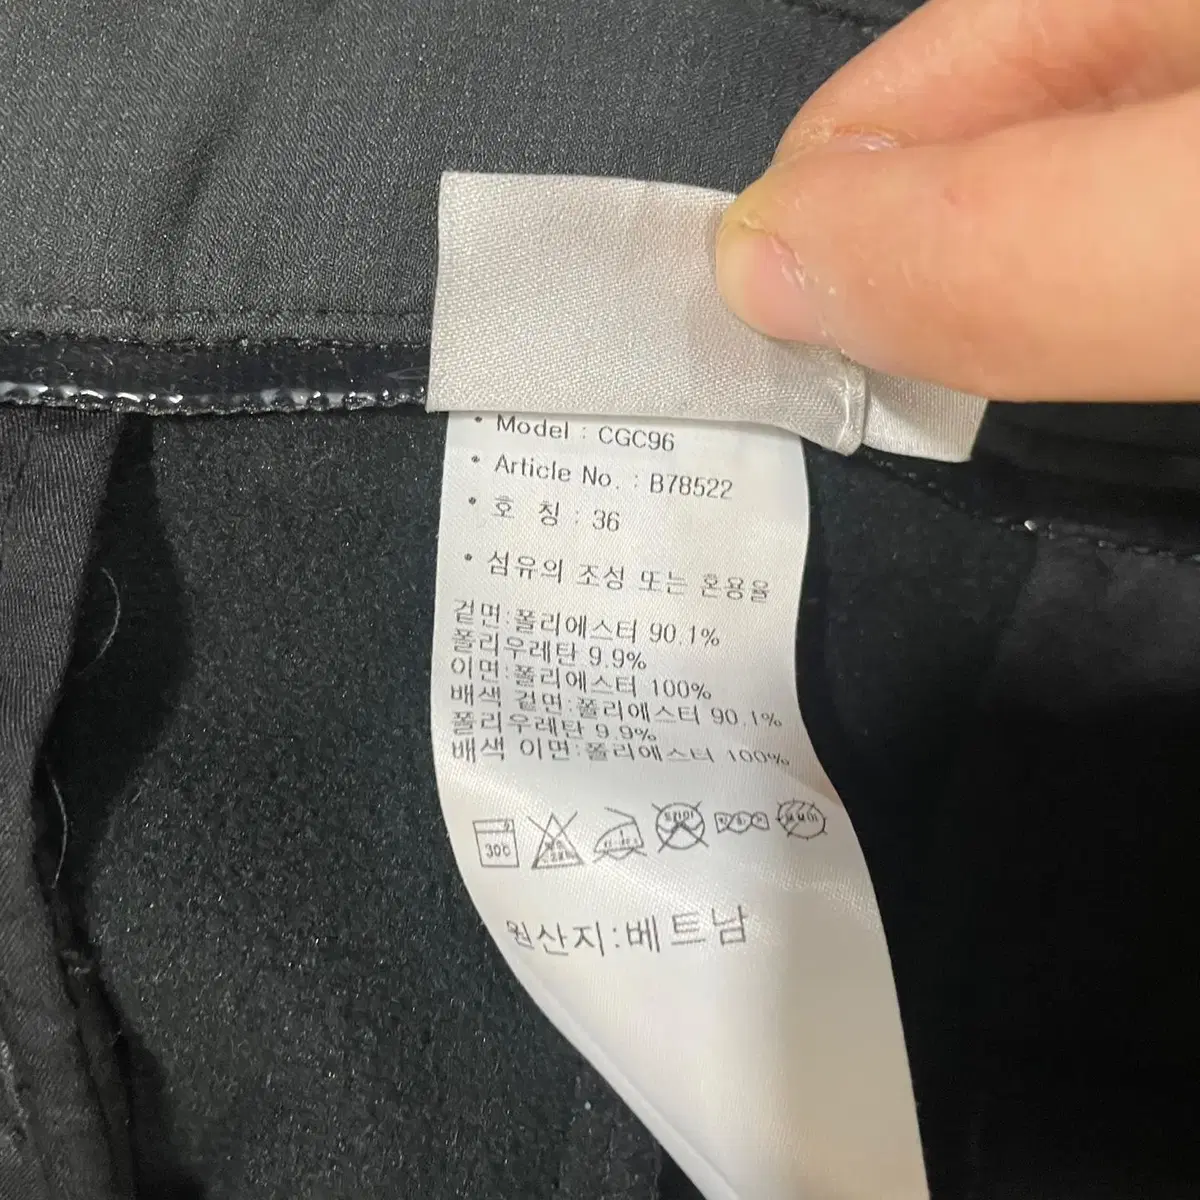 • Model : CGC96
• Article No. : B78522
• 호 칭 : 36
• 섬유의 조성 또는 혼용율
겉면:폴리에스터 90.1%
폴리우레탄 9.9%
이면:폴리에스터 100%
배색 겉면:폴리에스터 90.1%
폴리우레탄 9.9%
배색 이면:폴리에스터 100%
30℃ 드라이
원산지:베트남